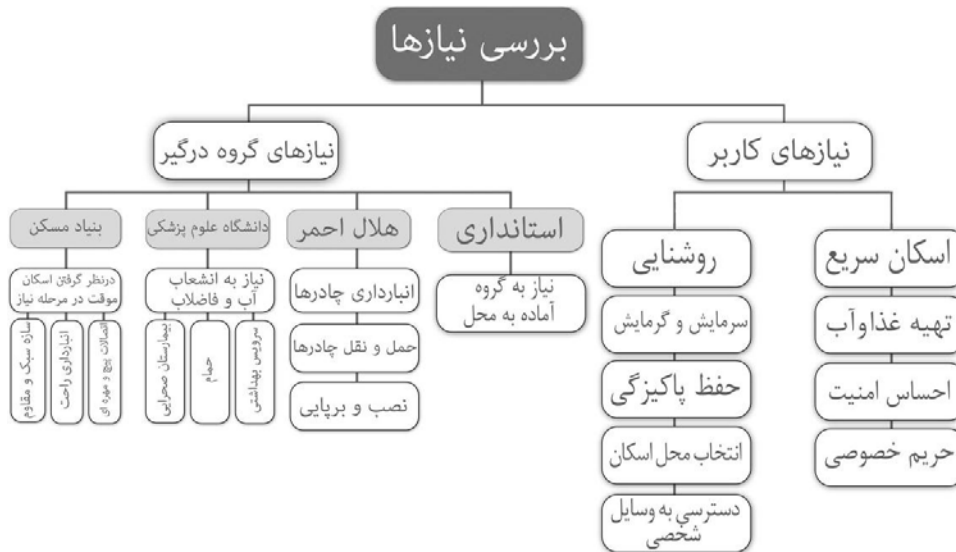 بررسی نیازها
نیازهای کاربر
اسکان سریع
تهیه غذاوآب
احساس امنیت
حریم خصوصی
روشنایی
سرمایش و گرمایش
حفظ پاکیزگی
انتخاب محل اسکان
دسترسی به وسایل
شخصی
نیازهای گروه درگیر
استانداری
نیاز به گروه
آماده به محل
هلال احمر
انبارداری چادرها
حمل و نقل چادرها
نصب و برپایی
دانشگاه علوم پزشکی
نیاز به انشعاب
آب و فاضلاب
سرویس بهداشتی
حمام
بیمارستان صحرایی
بنیاد مسکن
درنظر گرفتن اسکان
موقت در مرحله نیاز
اتصالات پیچ و مهره ای
انبارداری راحت
سازه سبک و مقاوم